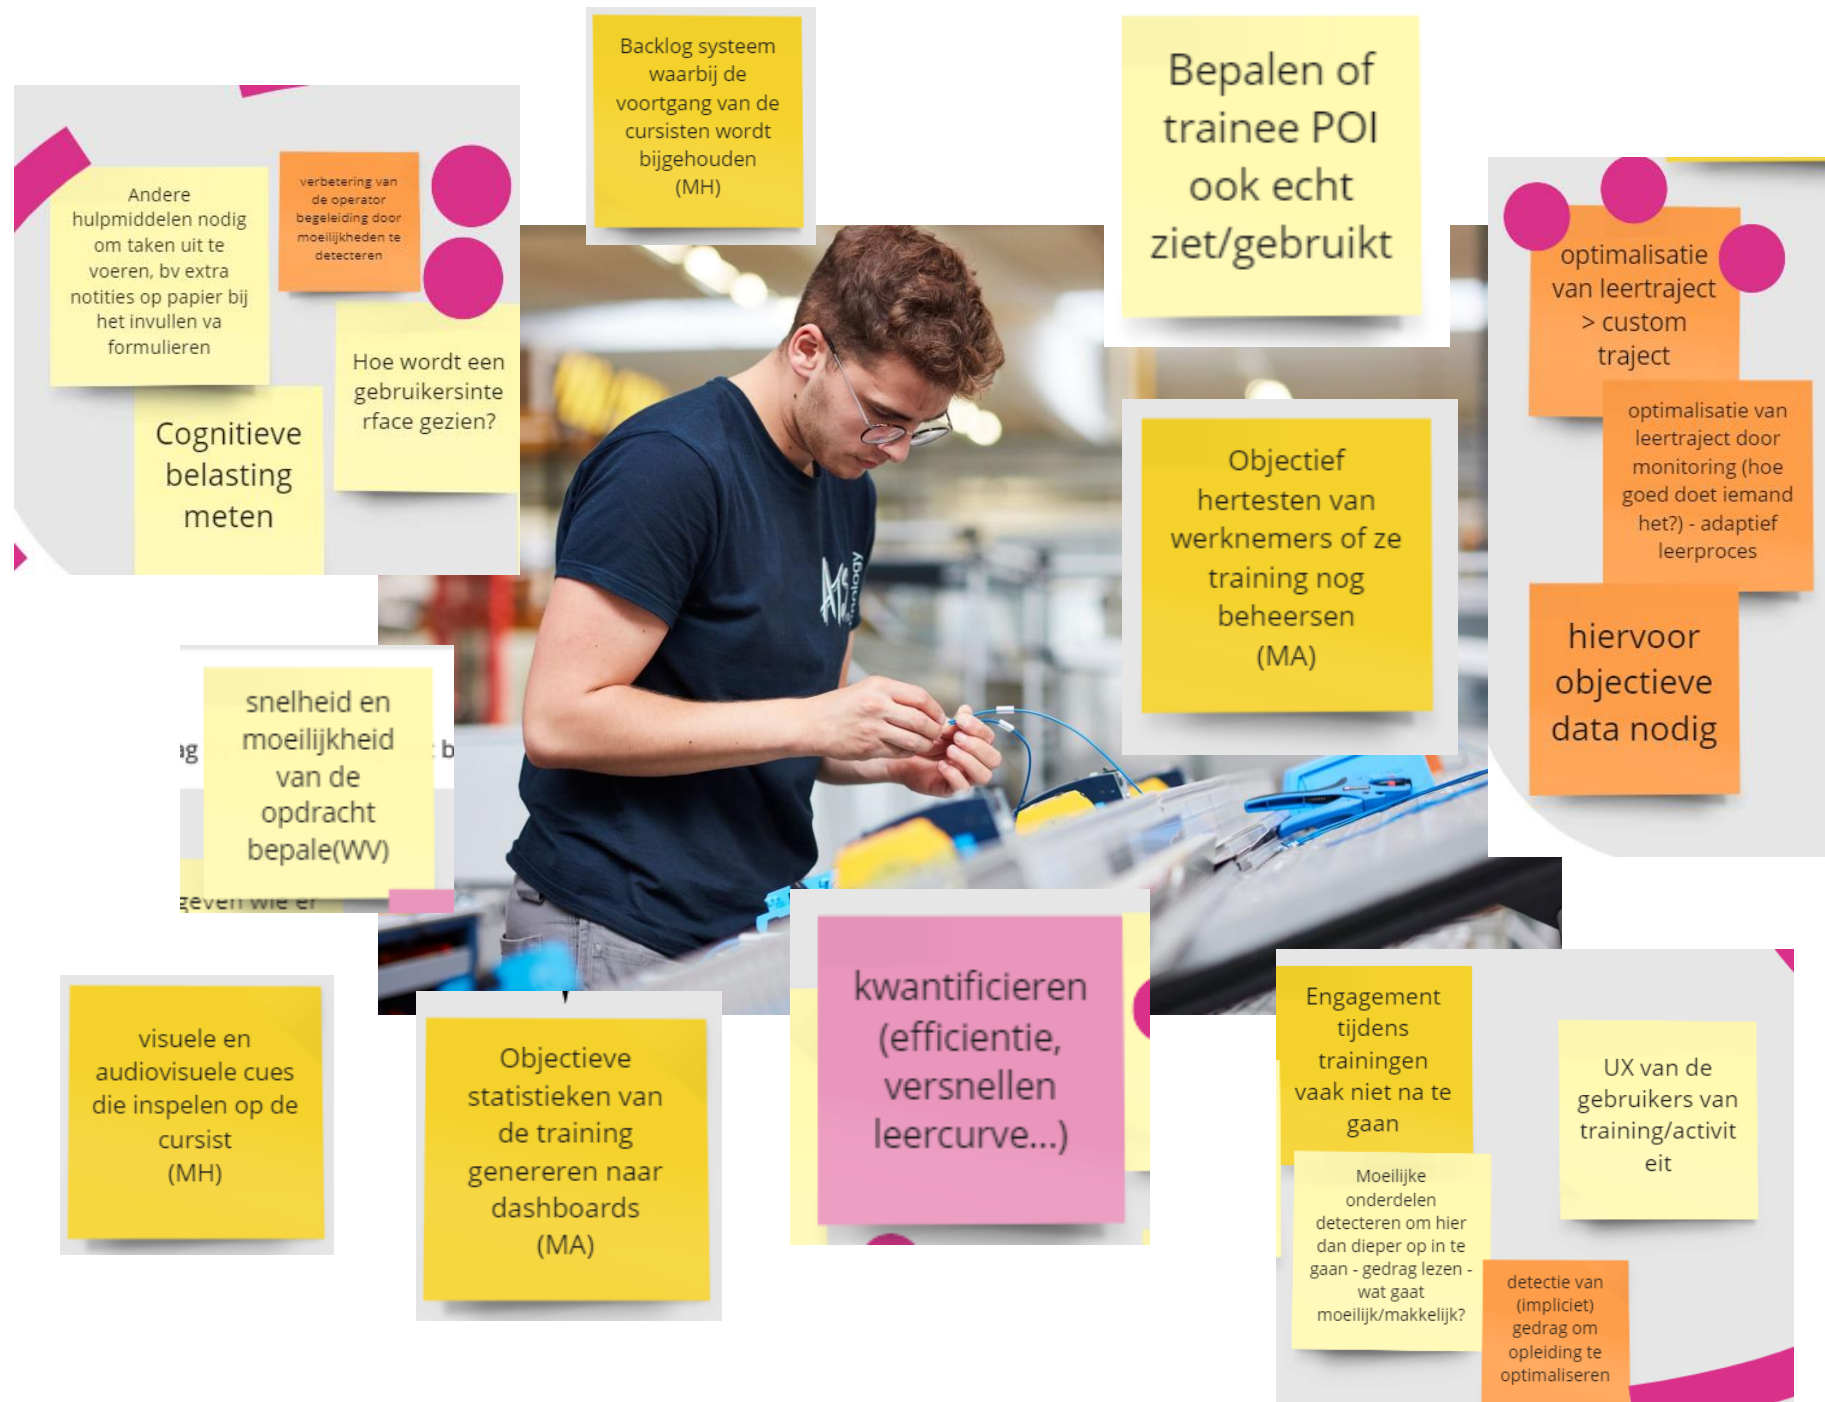 Backlog systeem
waarbij de
voortgang van de
cursisten wordt
bijgehouden
(MH)
Bepalen of
trainee POI
ook echt
ziet/gebruikt
Andere
hulpmiddelen nodig
om taken uit te
voeren, bv extra
notities op papier bij
het invullen va
formulieren
verbetering van
de operator
begeleiding door
moeilijkheden te
detecteren
Hoe wordt een
gebruikersinte
rface gezien?
Cognitieve
belasting
meten
optimalisatie
van leertraject
> custom
traject
optimalisatie van
leertraject door
monitoring (hoe
goed doet iemand
het?) - adaptief
leerproces
hiervoor
objectieve
data nodig
Objectief
hertesten van
werknemers of ze
training nog
beheersen
(MA)
snelheid en
moeilijkheid
van de
opdracht
bepale(WV)
geven wie er
visuele en
audiovisuele cues
die inspelen op de
cursist
(MH)
Objectieve
statistieken van
de training
genereren naar
dashboards
(MA)
kwantificieren
(efficientie,
versnellen
leercurve...)
Engagement
tijdens
trainingen
vaak niet na te
gaan
UX van de
gebruikers van
training/activit
eit
Moeilijke
onderdelen
detecteren om hier
dan dieper op in te
gaan - gedrag lezen -
wat gaat
moeilijk/makkelijk?
detectie van
(impliciet)
gedrag om
opleiding te
optimaliseren